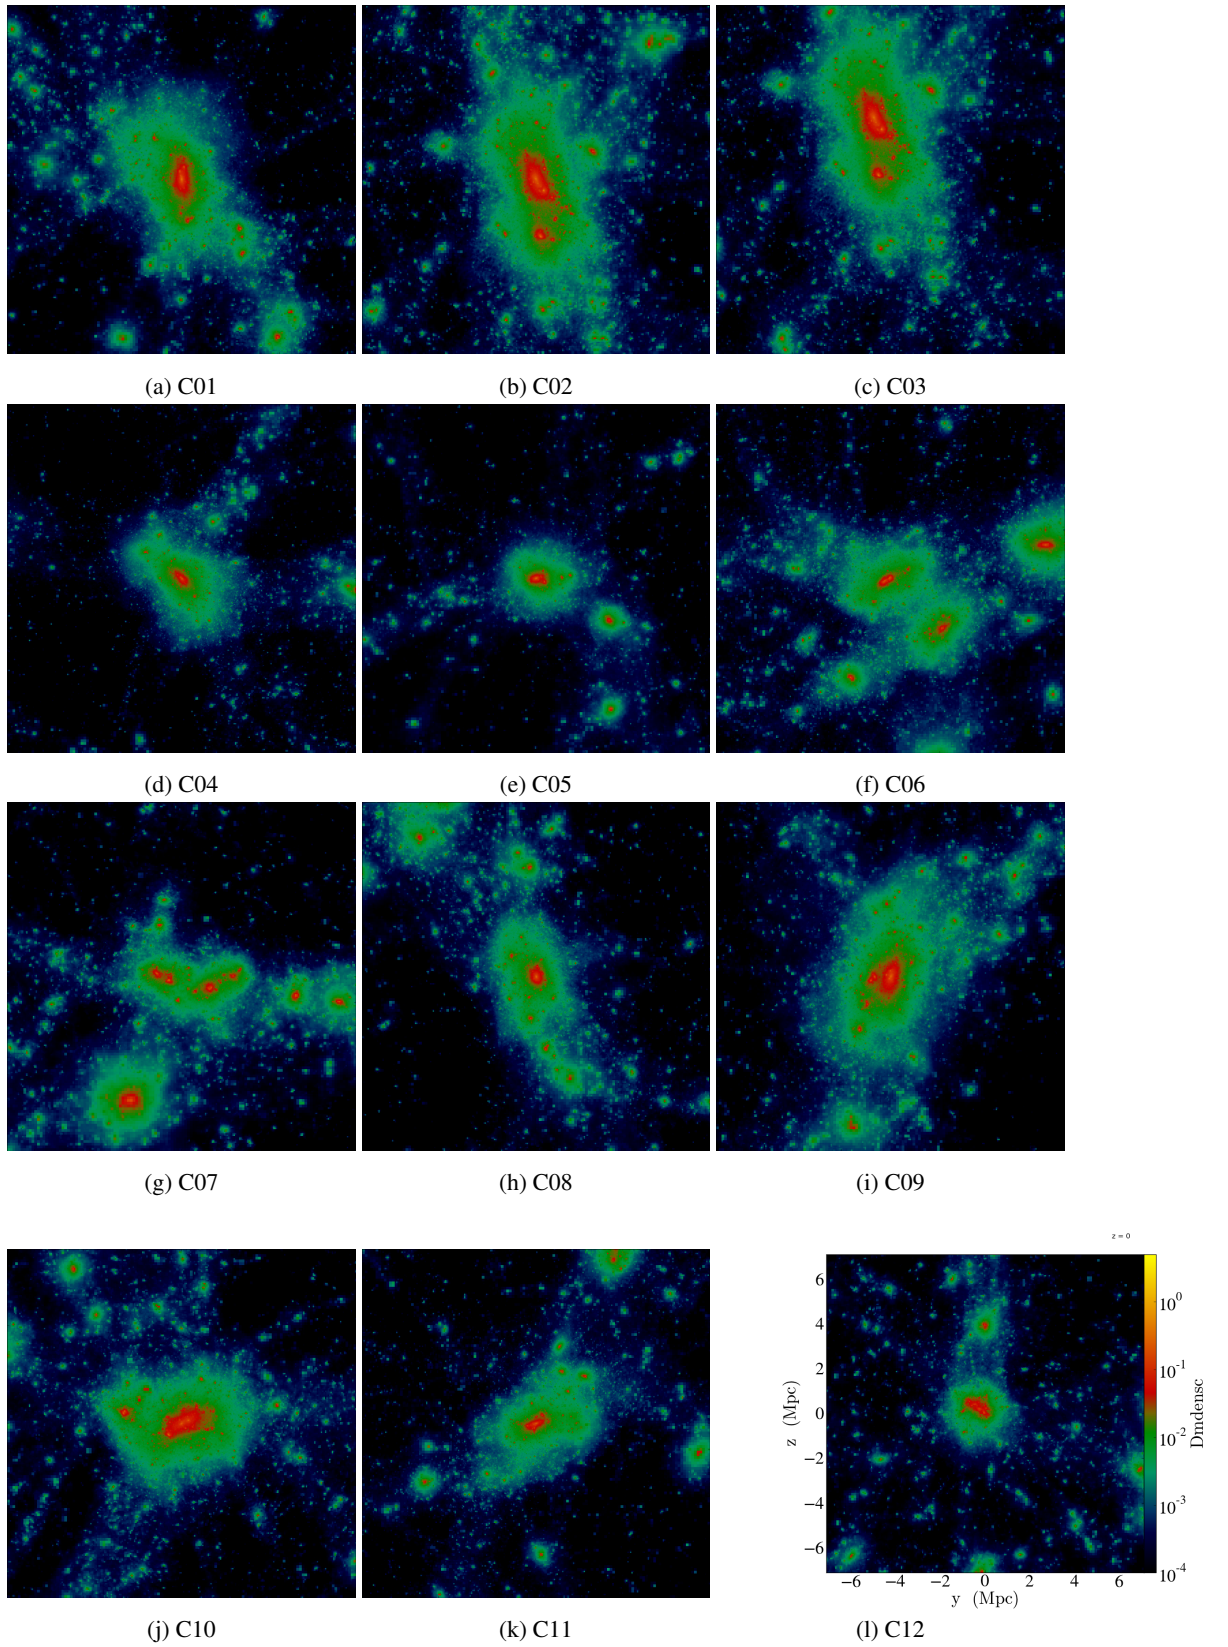 (a) C01
(b) C02
(c) C03
(d) C04
(e) C05
(f) C06
(g) C07
(h) C08
(i) C09
z = 0
6
4
2
0
−2
−4
−6
z (Mpc)
−6 −4 −2 0 2 4 6
y (Mpc)
10^0
10^-1
10^-2
10^-3
10^-4
Dmdensc
(j) C10
(k) C11
(l) C12